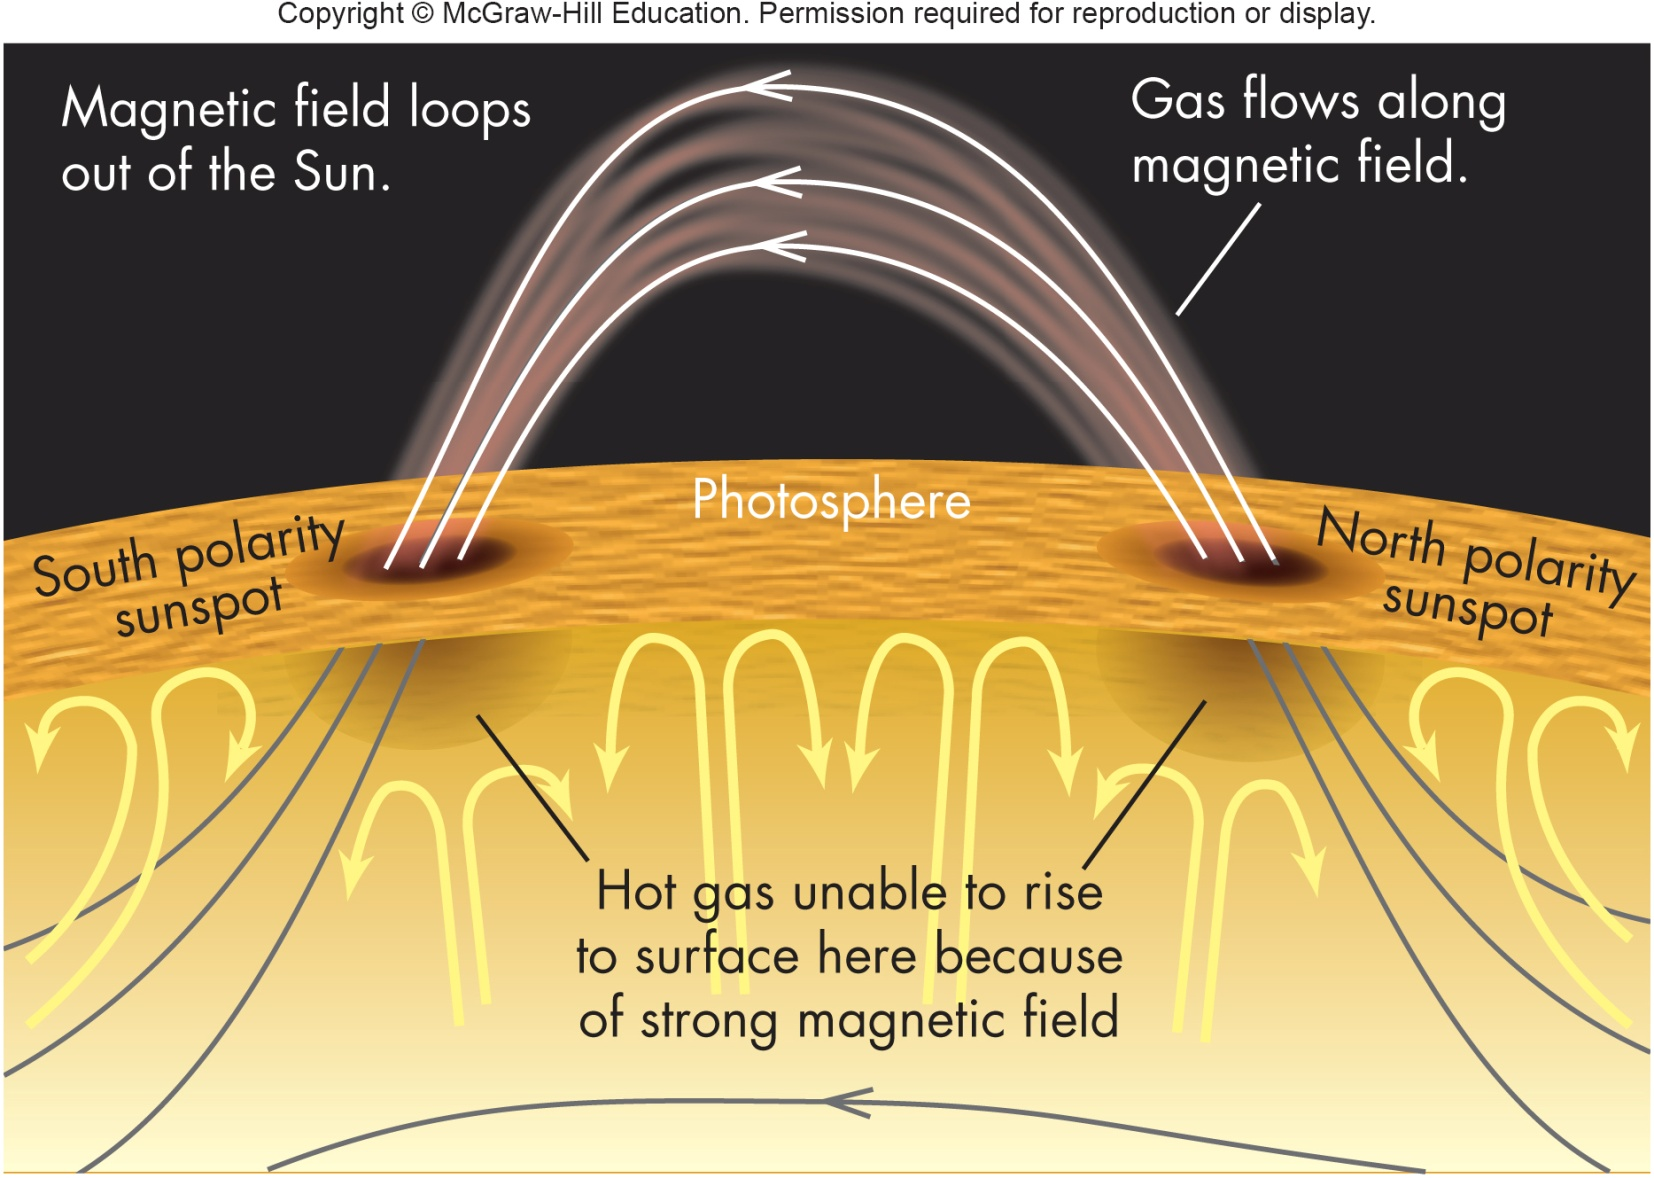 Copyright © McGraw-Hill Education. Permission required for reproduction or display.
Magnetic field loops
out of the Sun.
Gas flows along
magnetic field.
Photosphere
South polarity
sunspot
North polarity
sunspot
Hot gas unable to rise
to surface here because
of strong magnetic field